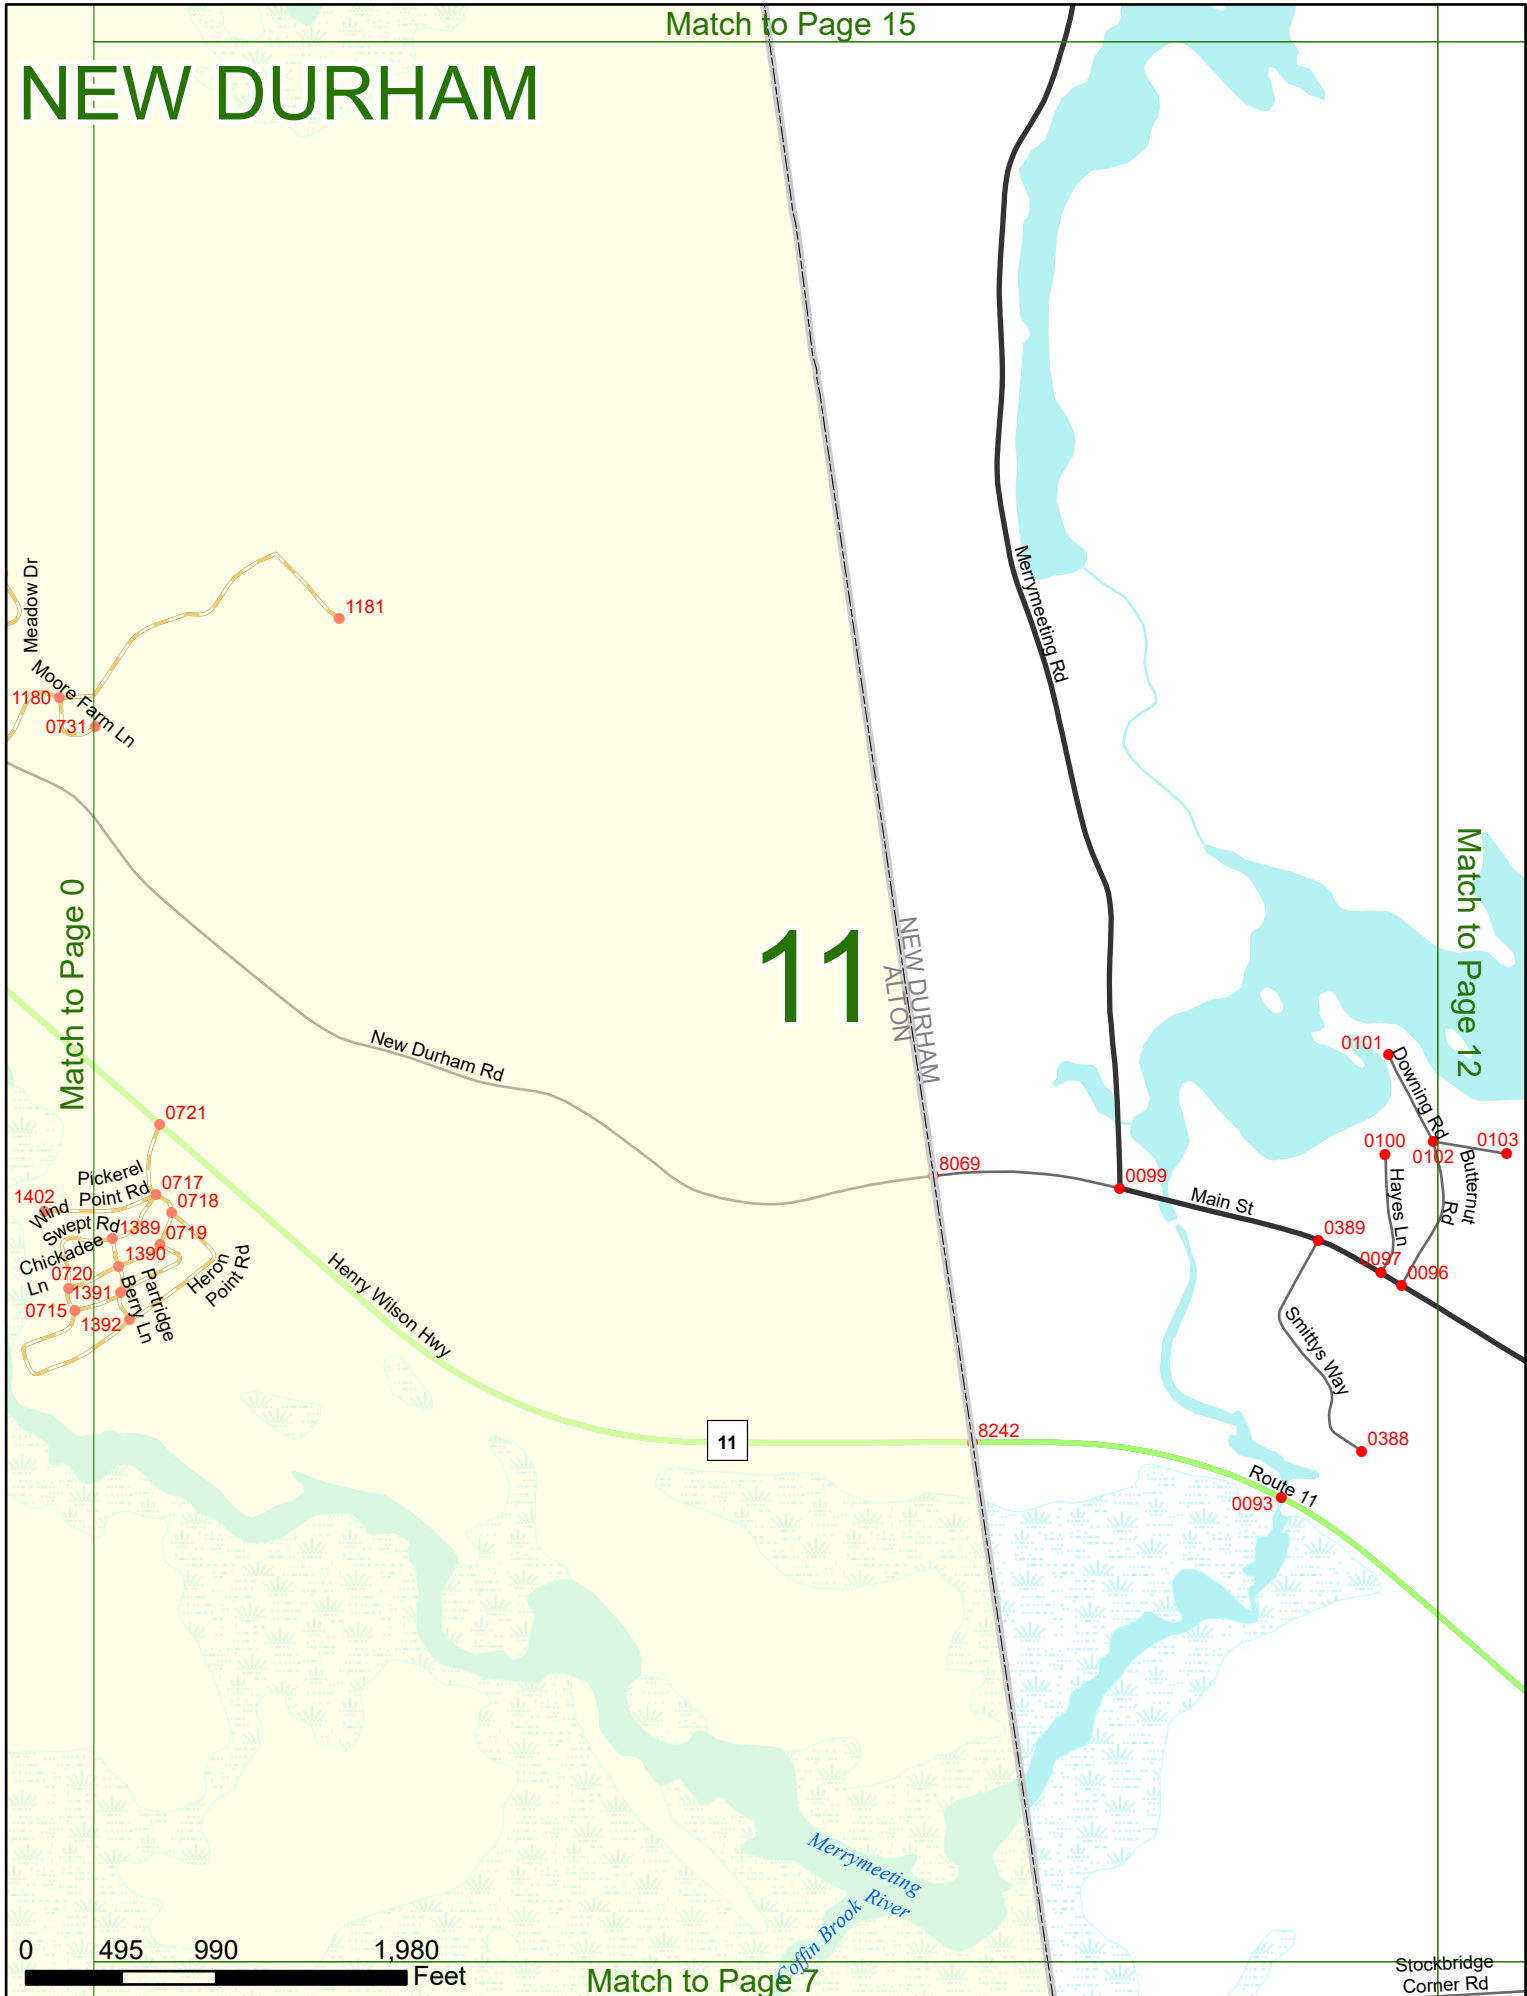 Match to Page 15
NEW DURHAM
Meadow Dr
1181
Moore Farm Ln
1180
0731
Merrymeeting Rd
Match to Page 0
11
NEW DURHAM
ALTON
Match to Page 12
New Durham Rd
0721
Pickerel
Point Rd
0717
0718
1402
Wind
Swept Rd
1389
0719
Chickadee
Ln
1390
0720
1391
0715
1392
Berry Ln
Partridge
Heron
Point Rd
Henry Wilson Hwy
11
8069
0099
Main St
0101
Downing Rd
0100
0102
0103
Butternut
Rd
Hayes Ln
0389
0097
0096
Smittys Way
0388
8242
Route 11
0093
Merrymeeting
River
Coffin Brook
0 495 990 1,980
Feet
Match to Page 7
Stockbridge
Corner Rd